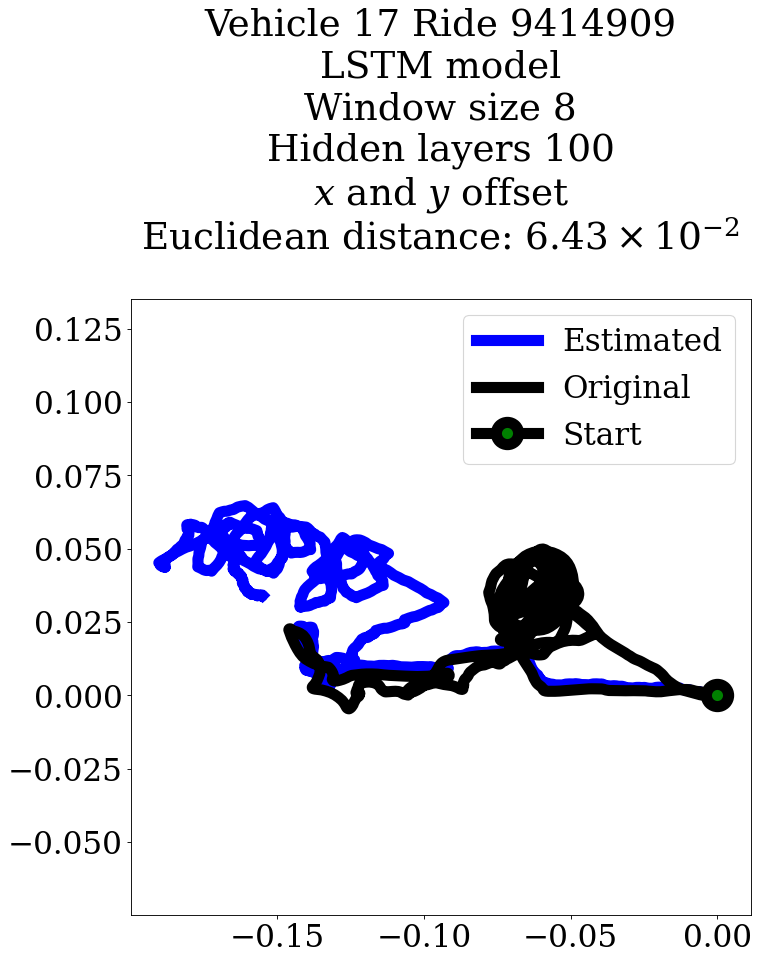 Vehicle 17 Ride 9414909
LSTM model
Window size 8
Hidden layers 100
x and y offset
Euclidean distance: 6.43 × 10⁻²
Estimated
Original
Start
0.125
0.100
0.075
0.050
0.025
0.000
−0.025
−0.050
−0.15 −0.10 −0.05 0.00